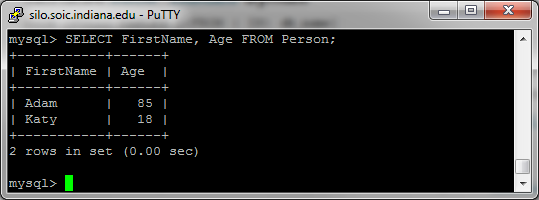 silo.soic.indiana.edu - PuTTY
mysql> SELECT FirstName, Age FROM Person;
+-----------+------+
| FirstName | Age  |
+-----------+------+
| Adam      |   85 |
| Katy      |   18 |
+-----------+------+
2 rows in set (0.00 sec)
mysql>